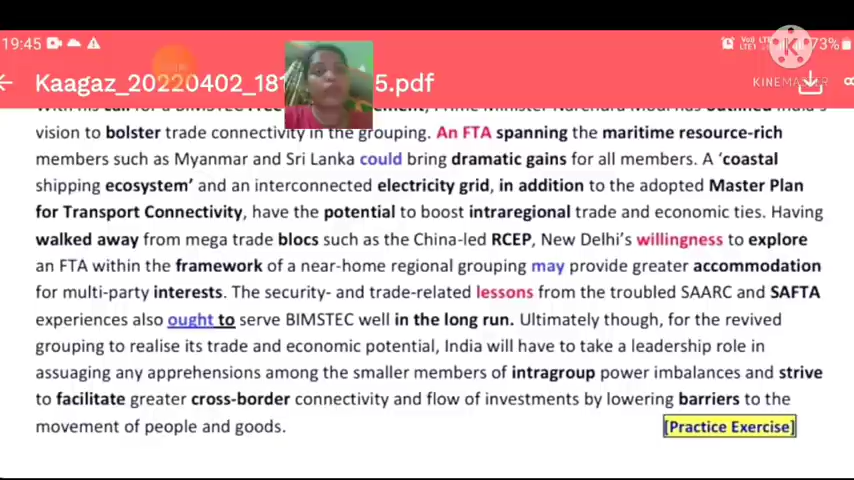 19:45 73%
KINEMASTER
Kaagaz_20220402_181 5.pdf
vision to bolster trade connectivity in the grouping. An FTA spanning the maritime resource-rich
members such as Myanmar and Sri Lanka could bring dramatic gains for all members. A ‘coastal
shipping ecosystem’ and an interconnected electricity grid, in addition to the adopted Master Plan
for Transport Connectivity, have the potential to boost intraregional trade and economic ties. Having
walked away from mega trade blocs such as the China-led RCEP, New Delhi’s willingness to explore
an FTA within the framework of a near-home regional grouping may provide greater accommodation
for multi-party interests. The security- and trade-related lessons from the troubled SAARC and SAFTA
experiences also ought to serve BIMSTEC well in the long run. Ultimately though, for the revived
grouping to realise its trade and economic potential, India will have to take a leadership role in
assuaging any apprehensions among the smaller members of intragroup power imbalances and strive
to facilitate greater cross-border connectivity and flow of investments by lowering barriers to the
movement of people and goods. [Practice Exercise]